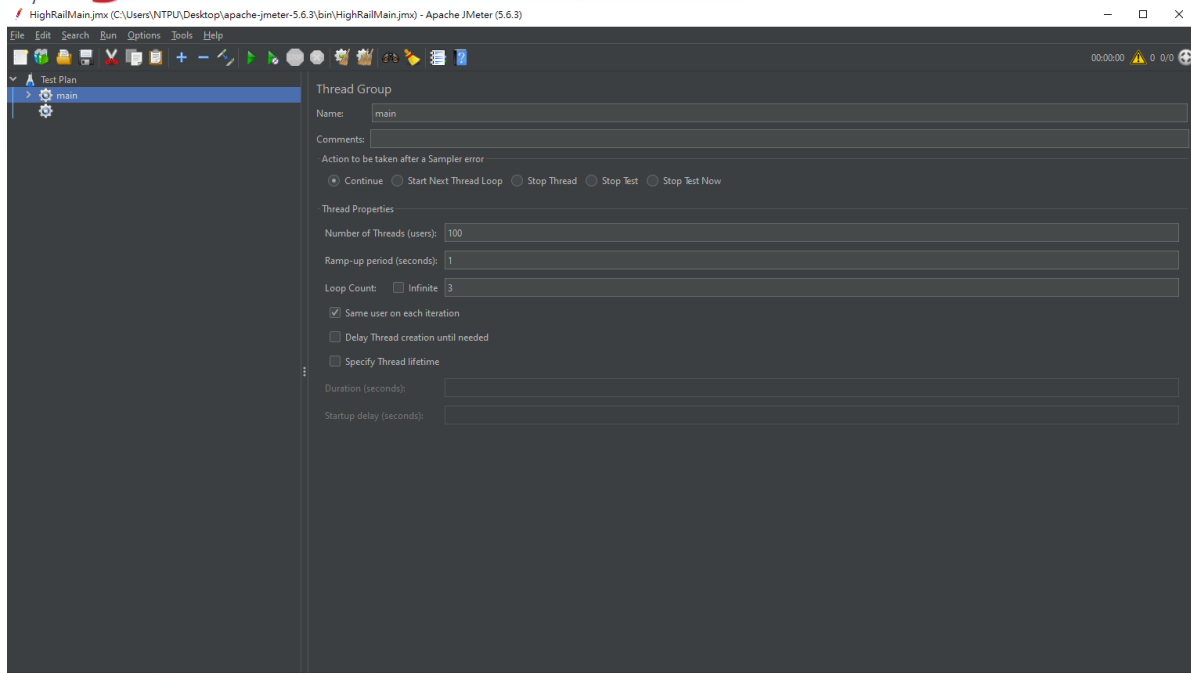 HighRailMain.jmx (C:\Users\NTPU\Desktop\apache-jmeter-5.6.3\bin\HighRailMain.jmx) - Apache JMeter (5.6.3)
File Edit Search Run Options Tools Help
00:00:00 0 0/0
Test Plan
main
Thread Group
Name: main
Comments:
Action to be taken after a Sampler error
Continue Start Next Thread Loop Stop Thread Stop Test Stop Test Now
Thread Properties
Number of Threads (users): 100
Ramp-up period (seconds): 1
Loop Count: Infinite 3
Same user on each iteration
Delay Thread creation until needed
Specify Thread lifetime
Duration (seconds):
Startup delay (seconds):